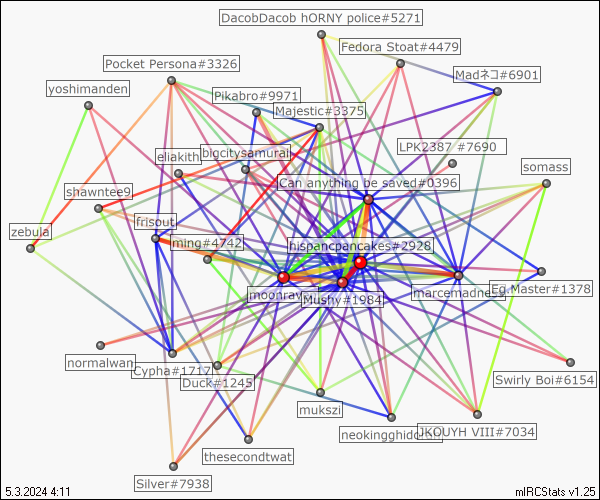 DacobDacob hORNY police#5271
Fedora Stoat#4479
Pocket Persona#3326
Madネコ#6901
yoshimanden
Pikabro#9971
Majestic#3375
LPK2387 #7690
eliakith
bigcitysamurai
somass
Can anything be saved#0396
shawntee9
frisput
zebula
ming#4742
hispancpancakes#2928
moonray
Mushy#1984
marcemadness
Eg.Master#1378
normalwan
Cypha#1717
Duck#1245
Swirly Boi#6154
mukszi
neokingghidorah
JKOUYH VIII#7034
thesecondtwat
Silver#7938
5.3.2024 4:11
mIRCStats v1.25